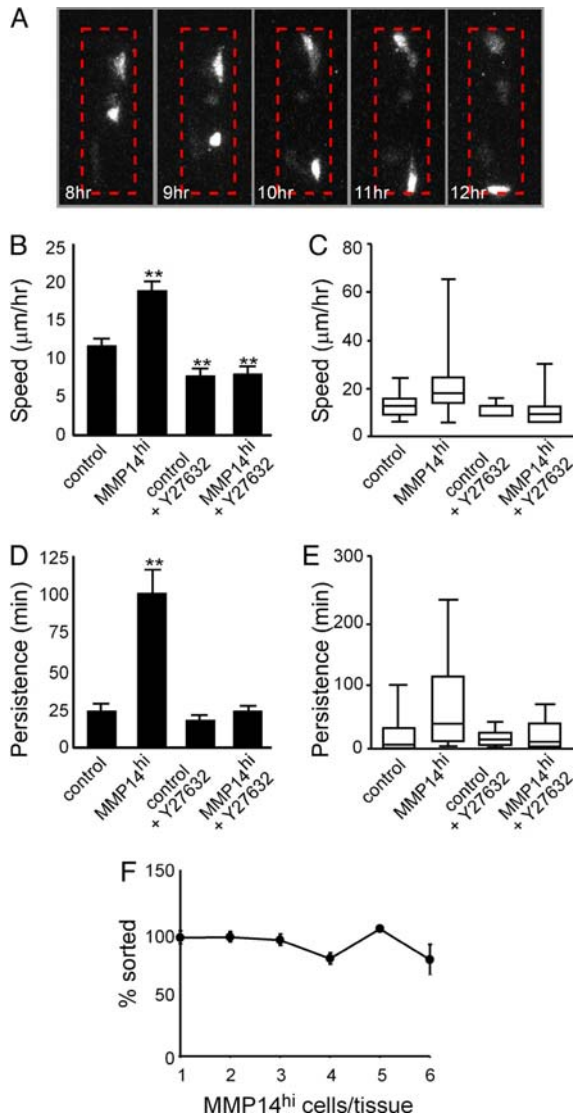 A
8hr 9hr 10hr 11hr 12hr
B
Speed (μm/hr)
25
20
15
10
5
0
** ** **
control
MMP14hi
control + Y27632
MMP14hi + Y27632
C
Speed (μm/hr)
80
60
40
20
0
control
MMP14hi
control + Y27632
MMP14hi + Y27632
D
Persistence (min)
125
100
75
50
25
0
**
control
MMP14hi
control + Y27632
MMP14hi + Y27632
E
Persistence (min)
300
200
100
0
control
MMP14hi
control + Y27632
MMP14hi + Y27632
F
% sorted
150
100
50
0
1 2 3 4 5 6
MMP14hi cells/tissue